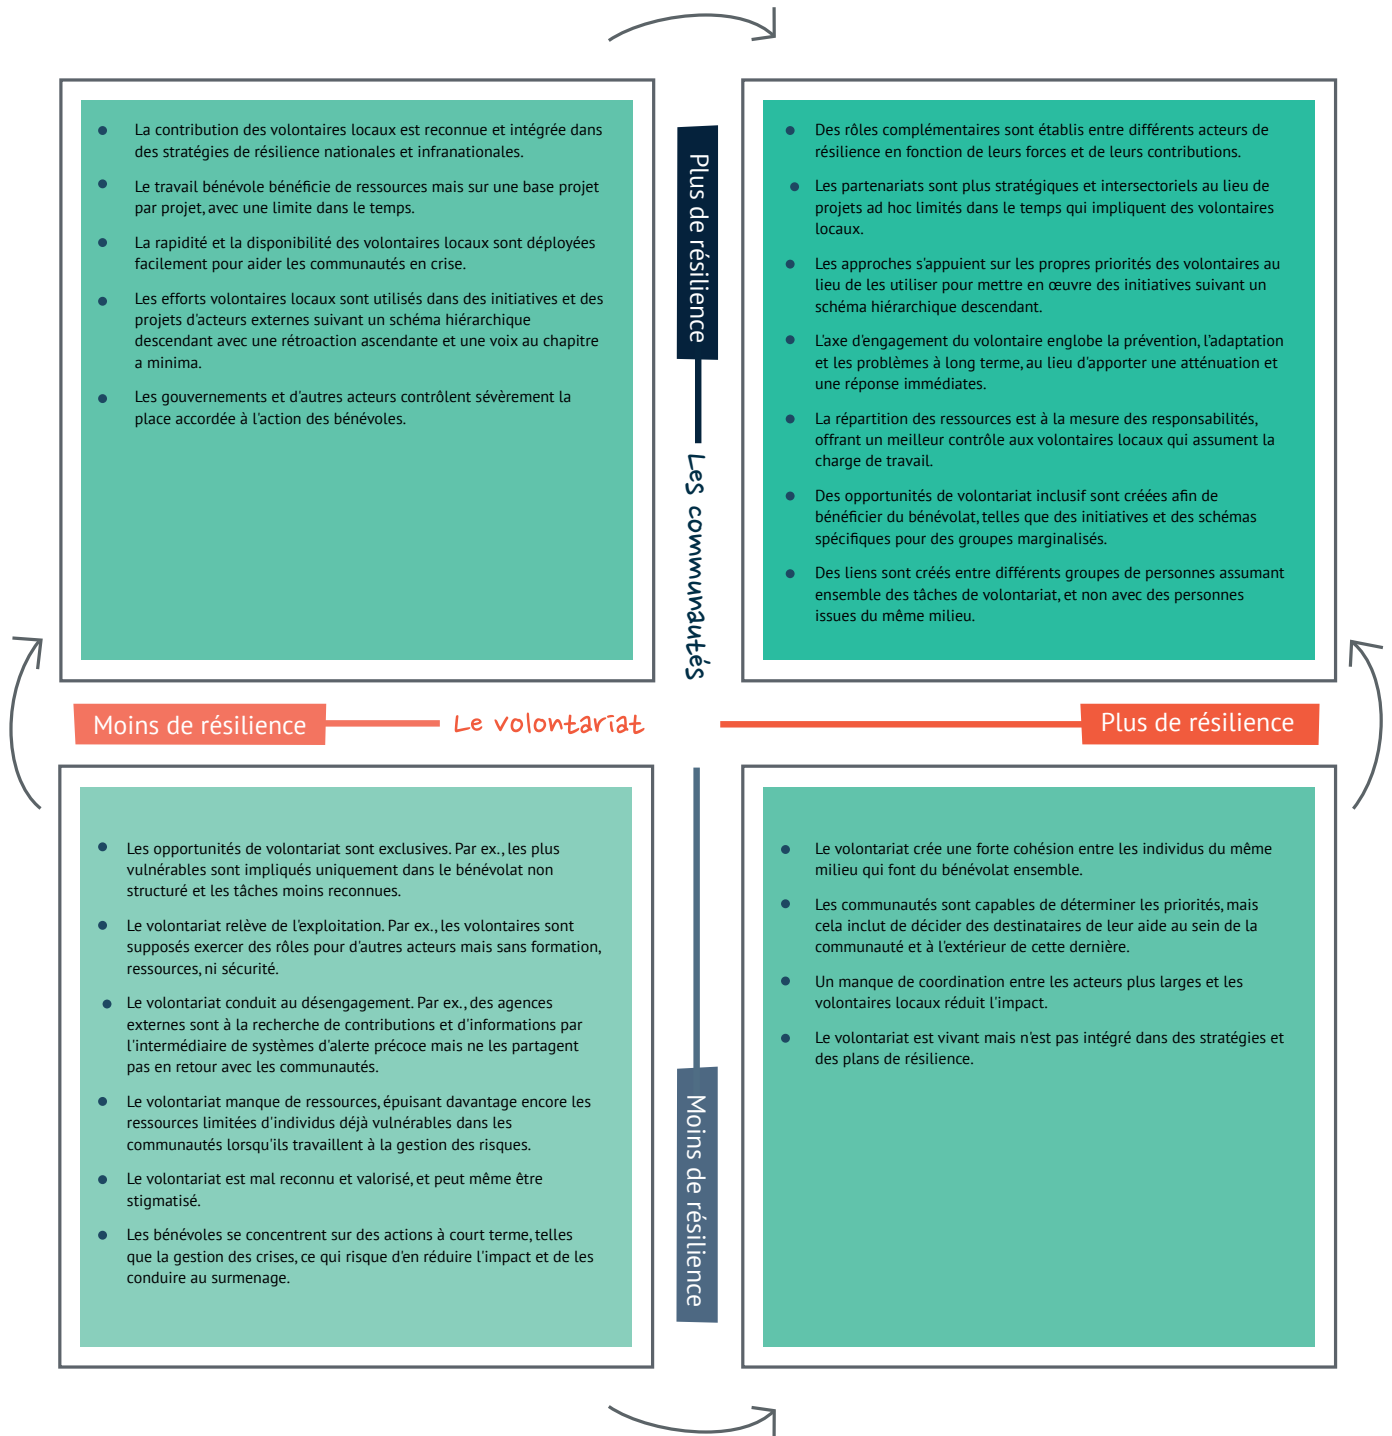 La contribution des volontaires locaux est reconnue et intégrée dans
des stratégies de résilience nationales et infranationales.
Le travail bénévole bénéficie de ressources mais sur une base projet
par projet, avec une limite dans le temps.
La rapidité et la disponibilité des volontaires locaux sont déployées
facilement pour aider les communautés en crise.
Les efforts volontaires locaux sont utilisés dans des initiatives et des
projets d'acteurs externes suivant un schéma hiérarchique
descendant avec une rétroaction ascendante et une voix au chapitre
a minima.
Les gouvernements et d'autres acteurs contrôlent sévèrement la
place accordée à l'action des bénévoles.
Plus de résilience
Les communautés
Des rôles complémentaires sont établis entre différents acteurs de
résilience en fonction de leurs forces et de leurs contributions.
Les partenariats sont plus stratégiques et intersectoriels au lieu de
projets ad hoc limités dans le temps qui impliquent des volontaires
locaux.
Les approches s'appuient sur les propres priorités des volontaires au
lieu de les utiliser pour mettre en œuvre des initiatives suivant un
schéma hiérarchique descendant.
L'axe d'engagement du volontaire englobe la prévention, l'adaptation
et les problèmes à long terme, au lieu d'apporter une atténuation et
une réponse immédiates.
La répartition des ressources est à la mesure des responsabilités,
offrant un meilleur contrôle aux volontaires locaux qui assument la
charge de travail.
Des opportunités de volontariat inclusif sont créées afin de
bénéficier du bénévolat, telles que des initiatives et des schémas
spécifiques pour des groupes marginalisés.
Des liens sont créés entre différents groupes de personnes assumant
ensemble des tâches de volontariat, et non avec des personnes
issues du même milieu.
Moins de résilience
Le volontariat
Plus de résilience
Les opportunités de volontariat sont exclusives. Par ex., les plus
vulnérables sont impliqués uniquement dans le bénévolat non
structuré et les tâches moins reconnues.
Le volontariat relève de l'exploitation. Par ex., les volontaires sont
supposés exercer des rôles pour d'autres acteurs mais sans formation,
ressources, ni sécurité.
Le volontariat conduit au désengagement. Par ex., des agences
externes sont à la recherche de contributions et d'informations par
l'intermédiaire de systèmes d'alerte précoce mais ne les partagent
pas en retour avec les communautés.
Le volontariat manque de ressources, épuisant davantage encore les
ressources limitées d'individus déjà vulnérables dans les
communautés lorsqu'ils travaillent à la gestion des risques.
Le volontariat est mal reconnu et valorisé, et peut même être
stigmatisé.
Les bénévoles se concentrent sur des actions à court terme, telles
que la gestion des crises, ce qui risque d'en réduire l'impact et de les
conduire au surmenage.
Moins de résilience
Le volontariat crée une forte cohésion entre les individus du même
milieu qui font du bénévolat ensemble.
Les communautés sont capables de déterminer les priorités, mais
cela inclut de décider des destinataires de leur aide au sein de la
communauté et à l'extérieur de cette dernière.
Un manque de coordination entre les acteurs plus larges et les
volontaires locaux réduit l'impact.
Le volontariat est vivant mais n'est pas intégré dans des stratégies et
des plans de résilience.